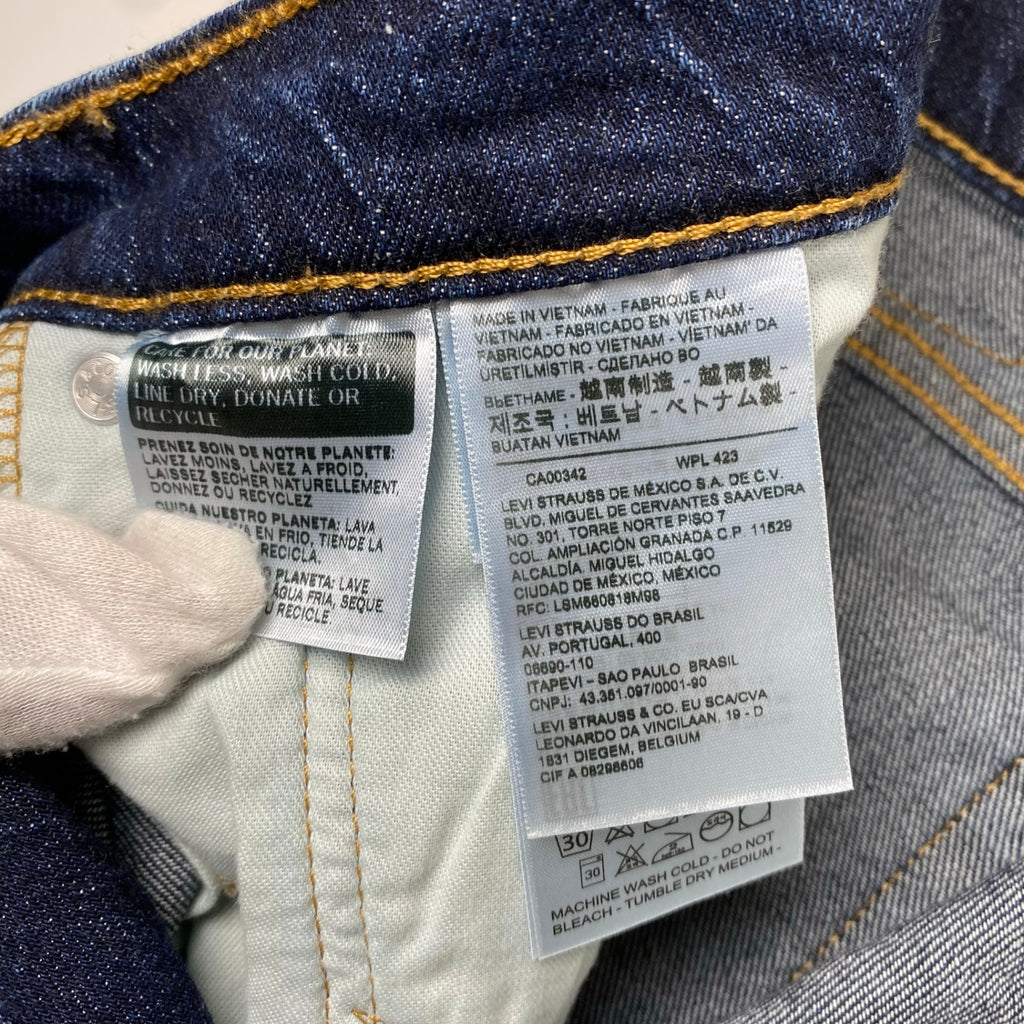 CARE FOR OUR PLANET:
WASH LESS, WASH COLD,
LINE DRY, DONATE OR
RECYCLE
PRENEZ SOIN DE NOTRE PLANETE:
LAVEZ MOINS, LAVEZ A FROID,
LAISSEZ SECHER NATURELLEMENT,
DONNEZ OU RECYCLEZ
CUIDA NUESTRO PLANETA: LAVA
EN FRIO, TIENDE LA
RECICLA.
PLANETA: LAVE
AGUA FRIA, SEQUE
U RECICLE
MADE IN VIETNAM - FABRIQUE AU
VIETNAM - FABRICADO EN VIETNAM -
FABRICADO NO VIETNAM - VIETNAM' DA
URETILMISTIR - СДЕЛАНО ВО
ВЬЕТНАМЕ - 越南制造 - 越南製 -
제조국 : 베트남 - ベトナム製 -
BUATAN VIETNAM
CA00342 WPL 423
LEVI STRAUSS DE MÉXICO S.A. DE C.V.
BLVD. MIGUEL DE CERVANTES SAAVEDRA
NO. 301, TORRE NORTE PISO 7
COL. AMPLIACIÓN GRANADA C.P. 11529
ALCALDÍA. MIGUEL HIDALGO
CIUDAD DE MÉXICO, MÉXICO
RFC: LSM860818M98
LEVI STRAUSS DO BRASIL
AV. PORTUGAL, 400
06690-110
ITAPEVI - SAO PAULO BRASIL
CNPJ: 43.351.097/0001-90
LEVI STRAUSS & CO. EU SCA/CVA
LEONARDO DA VINCILAAN, 19 - D
1831 DIEGEM, BELGIUM
CIF A 08296606
30
30
MACHINE WASH COLD - DO NOT
BLEACH - TUMBLE DRY MEDIUM -